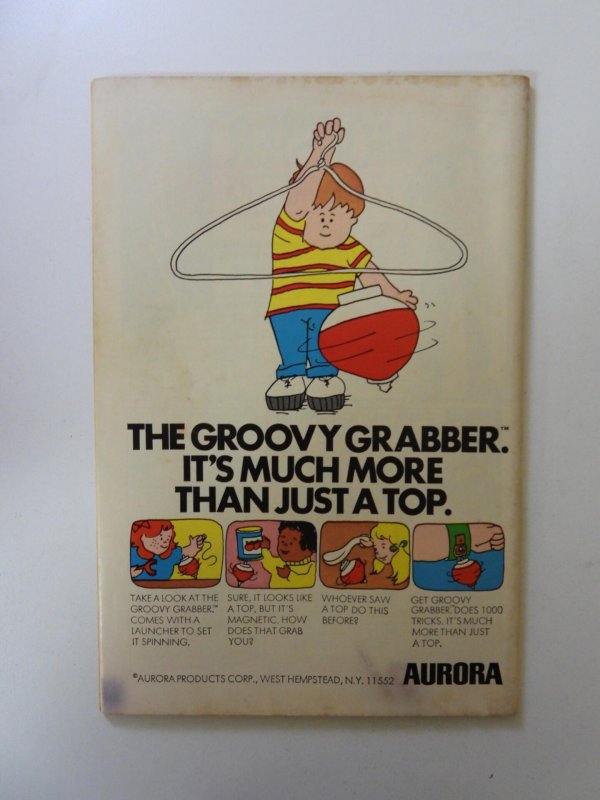 THE GROOVY GRABBER.™
IT'S MUCH MORE
THAN JUST A TOP.
TAKE A LOOK AT THE
GROOVY GRABBER.™
COMES WITH A
LAUNCHER TO SET
IT SPINNING.
SURE, IT LOOKS LIKE
A TOP, BUT IT'S
MAGNETIC. HOW
DOES THAT GRAB
YOU?
WHOEVER SAW
A TOP DO THIS
BEFORE?
GET GROOVY
GRABBER.™ DOES 1000
TRICKS. IT'S MUCH
MORE THAN JUST
A TOP.
©AURORA PRODUCTS CORP., WEST HEMPSTEAD, N.Y. 11552
AURORA